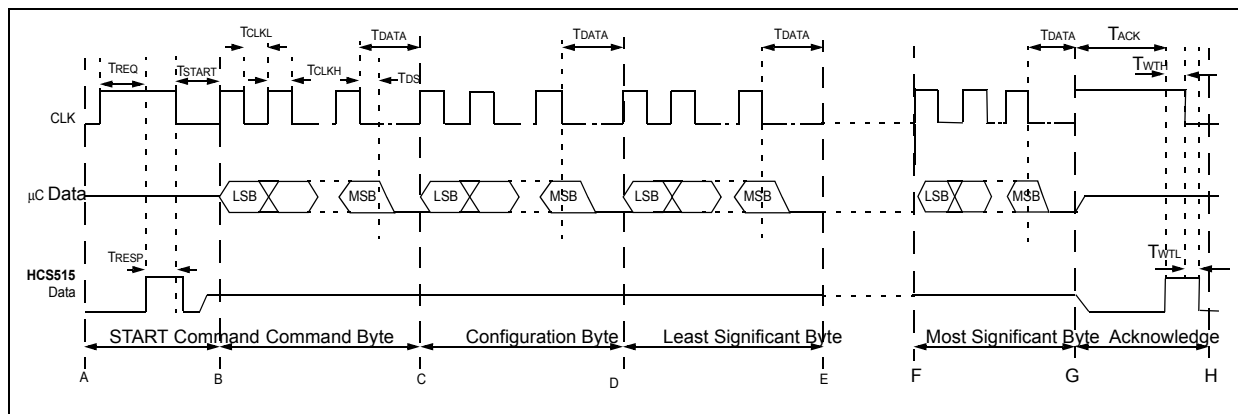 TCLKL TDATA TDATA TDATA TDATA TACK
TREQ TSTART TCLKH TDS TWTH
CLK
µC Data LSB MSB LSB MSB LSB MSB LSB MSB
TRESP TWTL
HCS515
Data
START Command Command Byte Configuration Byte Least Significant Byte Most Significant Byte Acknowledge
A B C D E F G H